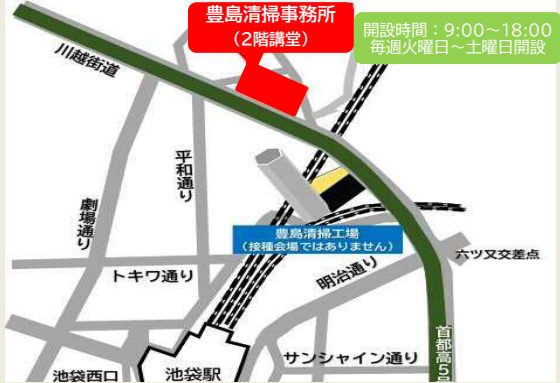 豊島清掃事務所
（2階講堂）
開設時間：9:00～18:00
毎週火曜日～土曜日開設
川越街道
平和通り
劇場通り
豊島清掃工場
（接種会場ではありません）
六ツ又交差点
トキワ通り
明治通り
首都高5号
サンシャイン通り
池袋西口
池袋駅